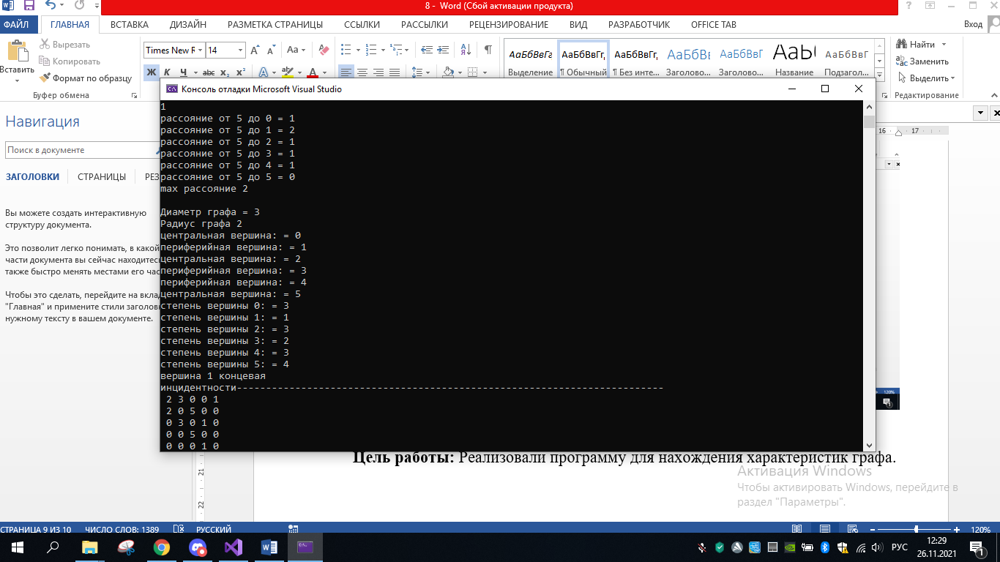 8 - Word (Сбой активации продукта)
ФАЙЛ ГЛАВНАЯ ВСТАВКА ДИЗАЙН РАЗМЕТКА СТРАНИЦЫ ССЫЛКИ РАССЫЛКИ РЕЦЕНЗИРОВАНИЕ ВИД РАЗРАБОТЧИК OFFICE TAB Вход
Вставить
Вырезать
Копировать
Формат по образцу
Буфер обмена
Times New R 14
Ж К Ч abc x₂ x²
АаБбВвГг АаБбВвГг, АаБбВвГг, АаБбВв АаБбВвГ АаБб АаБбВвГ
Выделение ¶ Обычный ¶ Без инте... Заголово... Заголово... Название Подзагол...
Найти
Заменить
Выделить
Редактирование
Навигация
Поиск в документе
ЗАГОЛОВКИ СТРАНИЦЫ РЕЗ
Вы можете создать интерактивную
структуру документа.
Это позволит легко понимать, в какой
части документа вы сейчас находитес
также быстро менять местами его час
Чтобы это сделать, перейдите на вкла
"Главная" и примените стили заголов
нужному тексту в вашем документе.
Консоль отладки Microsoft Visual Studio
1
рассояние от 5 до 0 = 1
рассояние от 5 до 1 = 2
рассояние от 5 до 2 = 1
рассояние от 5 до 3 = 1
рассояние от 5 до 4 = 1
рассояние от 5 до 5 = 0
max рассояние 2
Диаметр графа = 3
Радиус графа 2
центральная вершина: = 0
периферийная вершина: = 1
центральная вершина: = 2
периферийная вершина: = 3
периферийная вершина: = 4
центральная вершина: = 5
степень вершины 0: = 3
степень вершины 1: = 1
степень вершины 2: = 3
степень вершины 3: = 2
степень вершины 4: = 3
степень вершины 5: = 4
вершина 1 концевая
инцидентности-------------------------------------------------------------------------
2 3 0 0 1
2 0 5 0 0
0 3 0 1 0
0 0 5 0 0
0 0 0 1 0
16 17
120%
21
22
Цель работы: Реализовали программу для нахождения характеристик графа.
Активация Windows
Чтобы активировать Windows, перейдите в
раздел "Параметры".
СТРАНИЦА 9 ИЗ 10 ЧИСЛО СЛОВ: 1389 РУССКИЙ 120%
РУС
12:29
26.11.2021
1